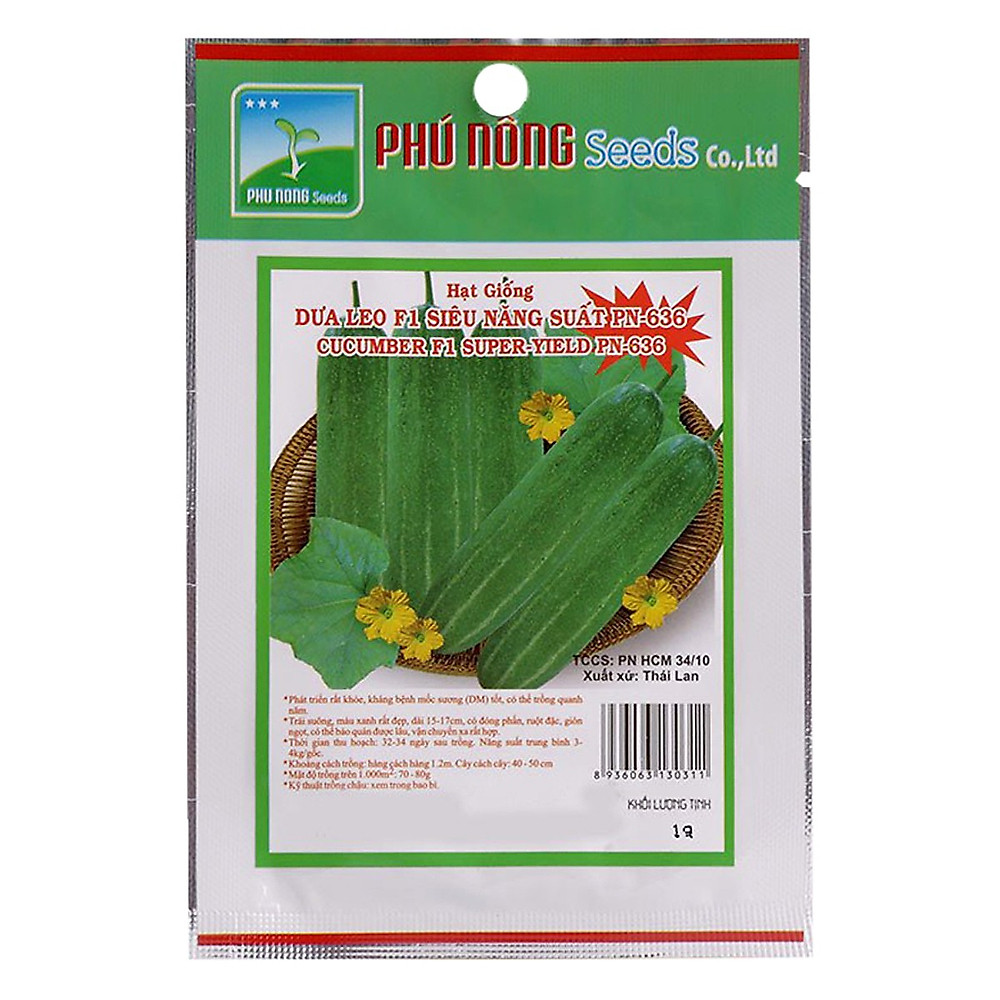 PHÚ NÔNG Seeds Co.,Ltd
PHU NONG Seeds
Hạt Giống
DƯA LEO F1 SIÊU NĂNG SUẤT PN-636
CUCUMBER F1 SUPER-YIELD PN-636
TCCS: PN HCM 34/10
Xuất xứ: Thái Lan
*Phát triển rất khỏe, kháng bệnh mốc sương (DM) tốt, có thể trồng quanh
năm.
*Trái suông, màu xanh rất đẹp, dài 15-17cm, có đóng phấn, ruột đặc, giòn
ngọt, có thể bảo quản được lâu, vận chuyển xa rất hợp.
*Thời gian thu hoạch: 32-34 ngày sau trồng. Năng suất trung bình 3-
4kg/gốc.
*Khoảng cách trồng: hàng cách hàng 1.2m. Cây cách cây: 40 - 50 cm
*Mật độ trồng trên 1.000m²: 70 - 80g
*Kỹ thuật trồng chậu: xem trong bao bì.
8 936063 130311
KHỐI LƯỢNG TỊNH
1g